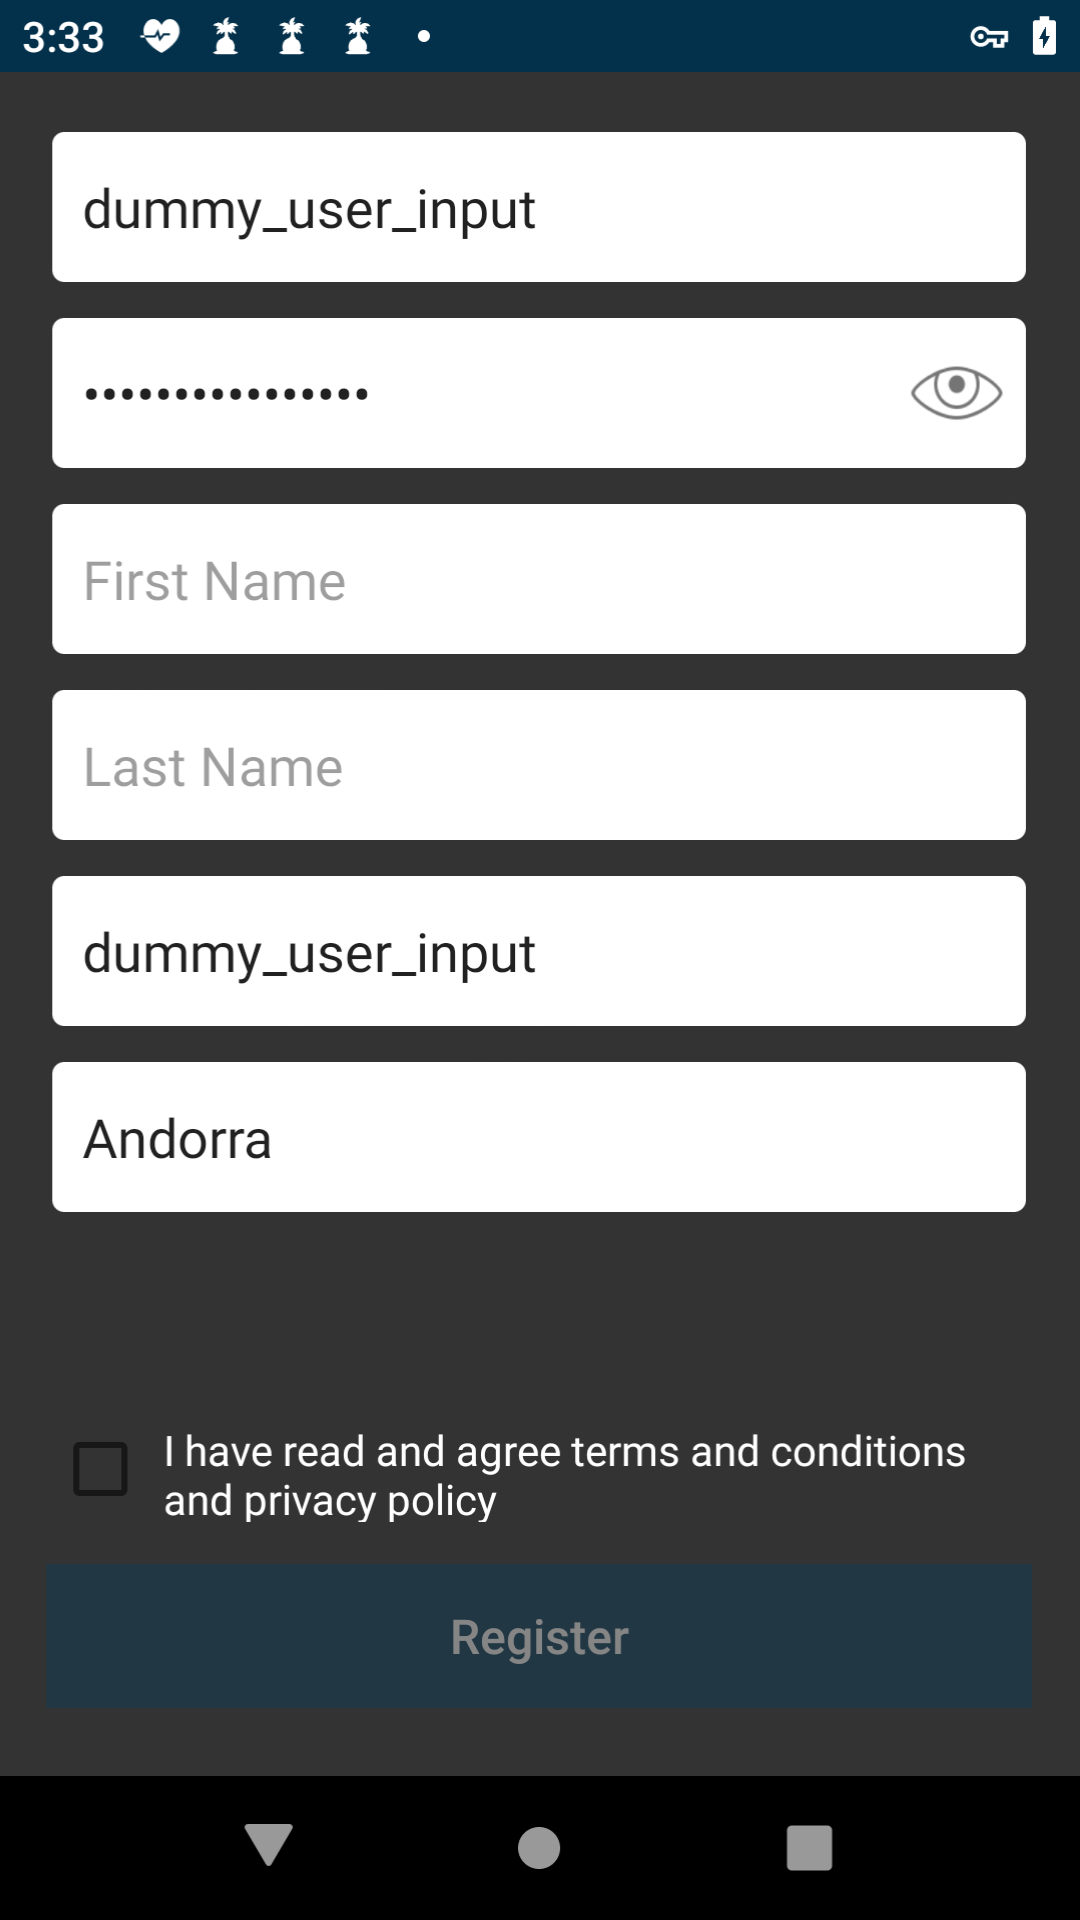 3:33
dummy_user_input
••••••••••••••••
First Name
Last Name
dummy_user_input
Andorra
I have read and agree terms and conditions
and privacy policy
Register